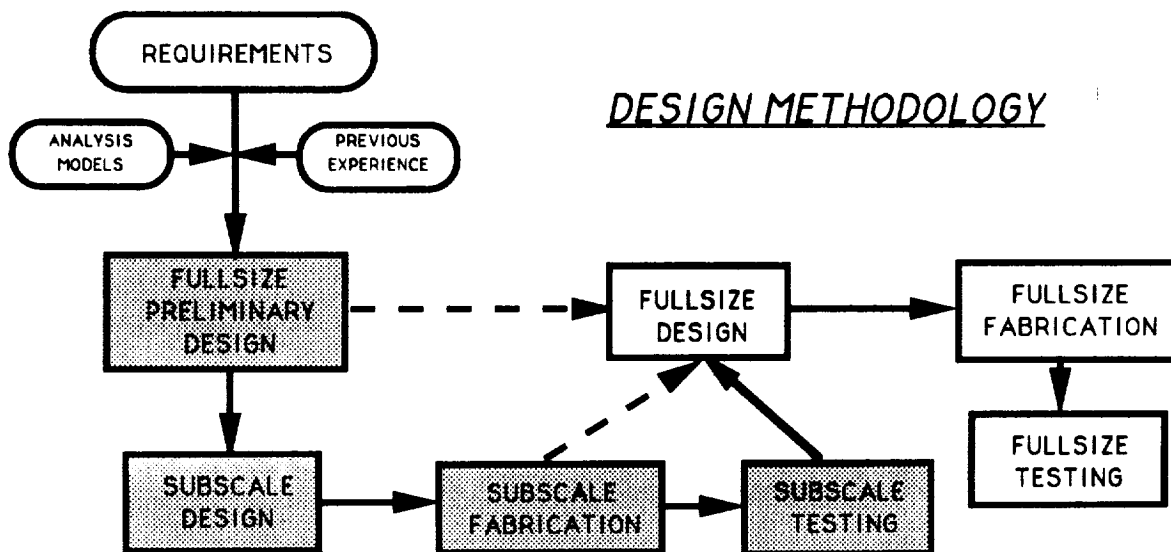 REQUIREMENTS
DESIGN METHODOLOGY
ANALYSIS
MODELS
PREVIOUS
EXPERIENCE
FULLSIZE
PRELIMINARY
DESIGN
FULLSIZE
DESIGN
FULLSIZE
FABRICATION
SUBSCALE
DESIGN
SUBSCALE
FABRICATION
SUBSCALE
TESTING
FULLSIZE
TESTING